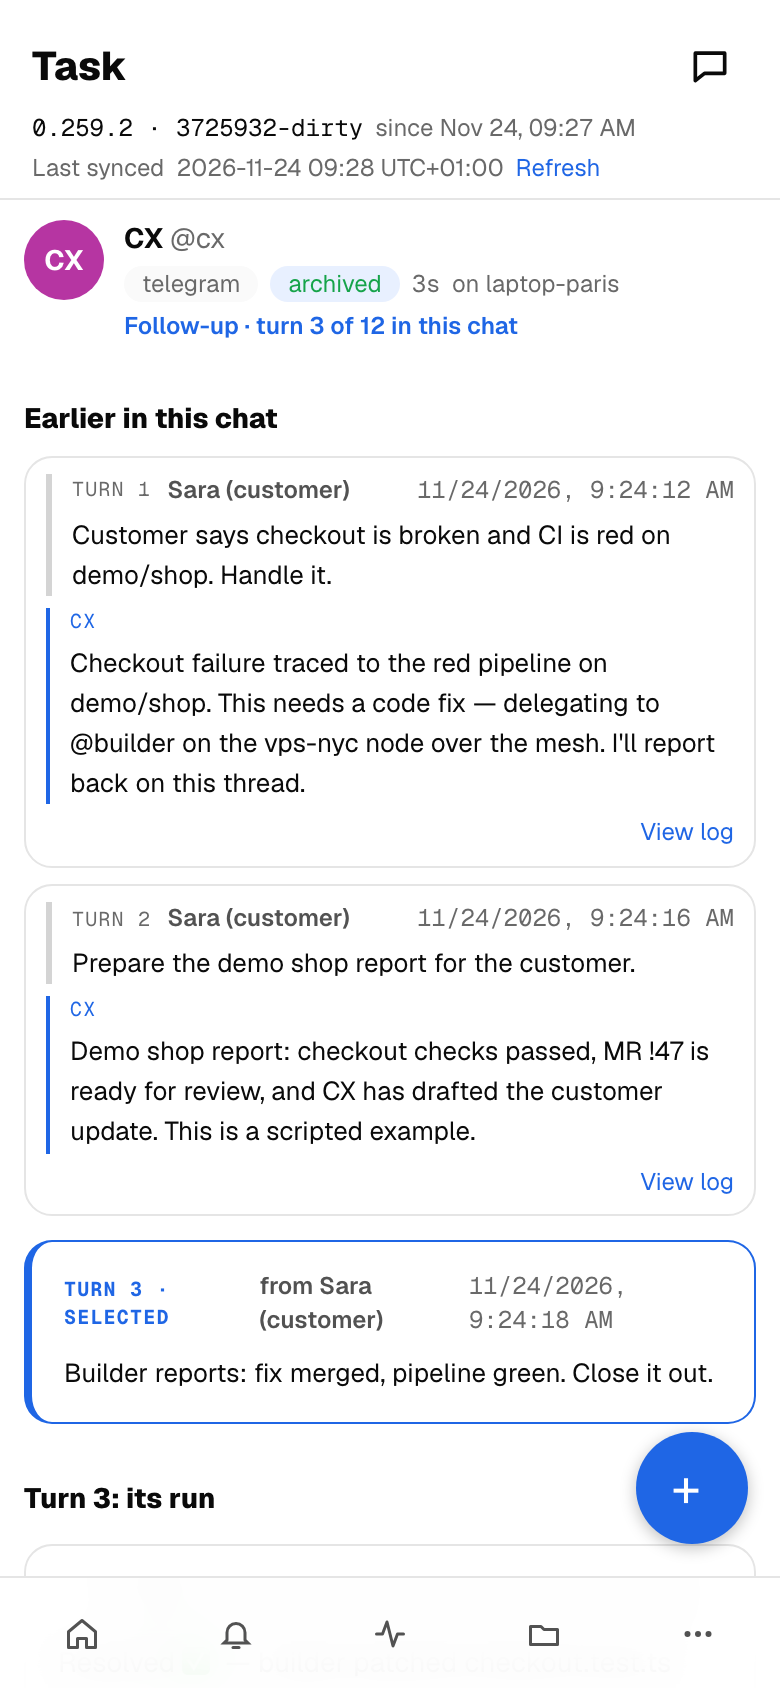 Task
0.259.2 · 3725932-dirty since Nov 24, 09:27 AM
Last synced 2026-11-24 09:28 UTC+01:00 Refresh
CX
CX @cx
telegram archived 3s on laptop-paris
Follow-up · turn 3 of 12 in this chat
Earlier in this chat
TURN 1 Sara (customer) 11/24/2026, 9:24:12 AM
Customer says checkout is broken and CI is red on
demo/shop. Handle it.
CX
Checkout failure traced to the red pipeline on
demo/shop. This needs a code fix — delegating to
@builder on the vps-nyc node over the mesh. I'll report
back on this thread.
View log
TURN 2 Sara (customer) 11/24/2026, 9:24:16 AM
Prepare the demo shop report for the customer.
CX
Demo shop report: checkout checks passed, MR !47 is
ready for review, and CX has drafted the customer
update. This is a scripted example.
View log
TURN 3 ·
SELECTED
from Sara
(customer)
11/24/2026,
9:24:18 AM
Builder reports: fix merged, pipeline green. Close it out.
Turn 3: its run
Resolved — builder patched checkout.test.ts